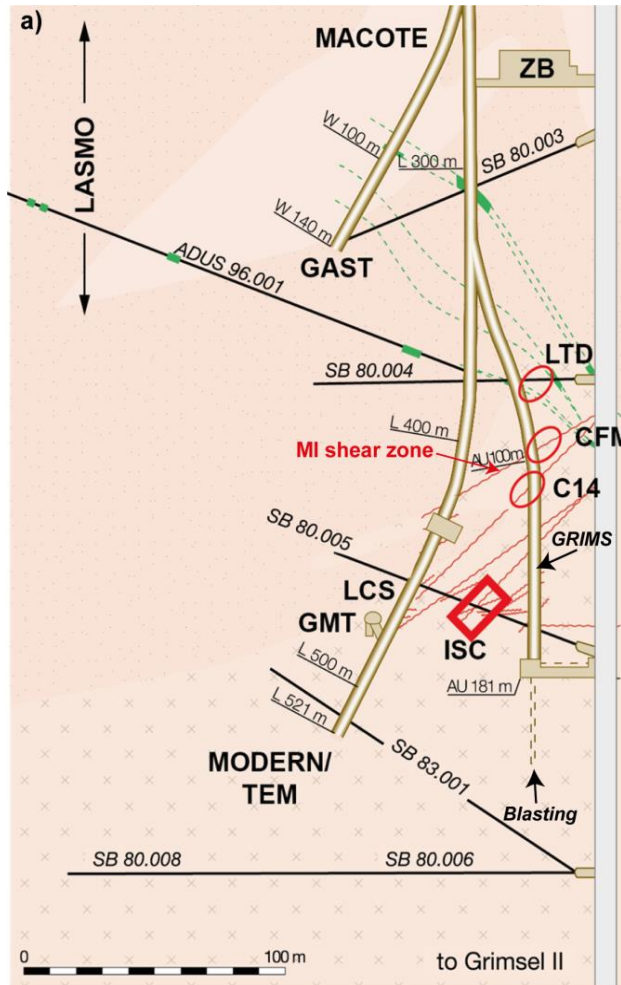 a)
MACOTE
ZB
LASMO
W 100 m
L 300 m
SB 80.003
W 140 m
GAST
ADUS 96.001
LTD
SB 80.004
L 400 m
CFM
MI shear zone
AU 100m
C14
SB 80.005
GRIMS
LCS
GMT
ISC
L 500 m
AU 181 m
L 521 m
MODERN/
TEM
SB 83.001
Blasting
SB 80.008
SB 80.006
0
100 m
to Grimsel II